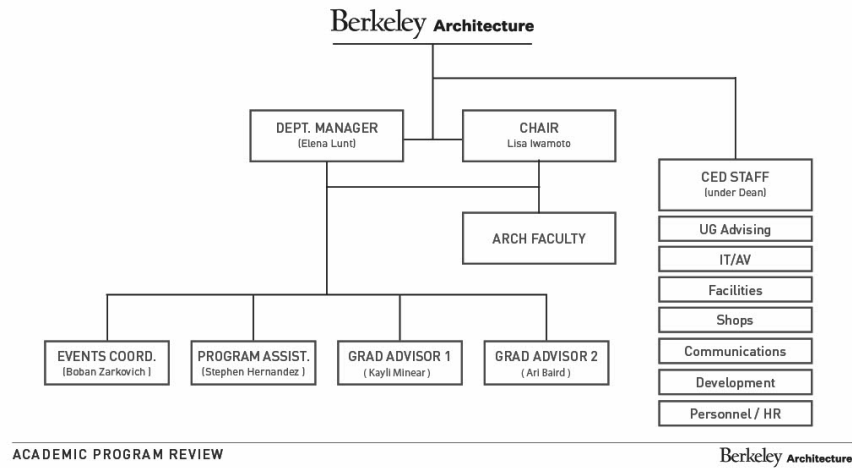 Berkeley Architecture
DEPT. MANAGER
(Elena Lunt)
CHAIR
Lisa Iwamoto
CED STAFF
(under Dean)
ARCH FACULTY
UG Advising
IT/AV
Facilities
Shops
Communications
Development
Personnel / HR
EVENTS COORD.
(Boban Zarkovich )
PROGRAM ASSIST.
(Stephen Hernandez )
GRAD ADVISOR 1
( Kayli Minear )
GRAD ADVISOR 2
( Ari Baird )
ACADEMIC PROGRAM REVIEW
Berkeley Architecture